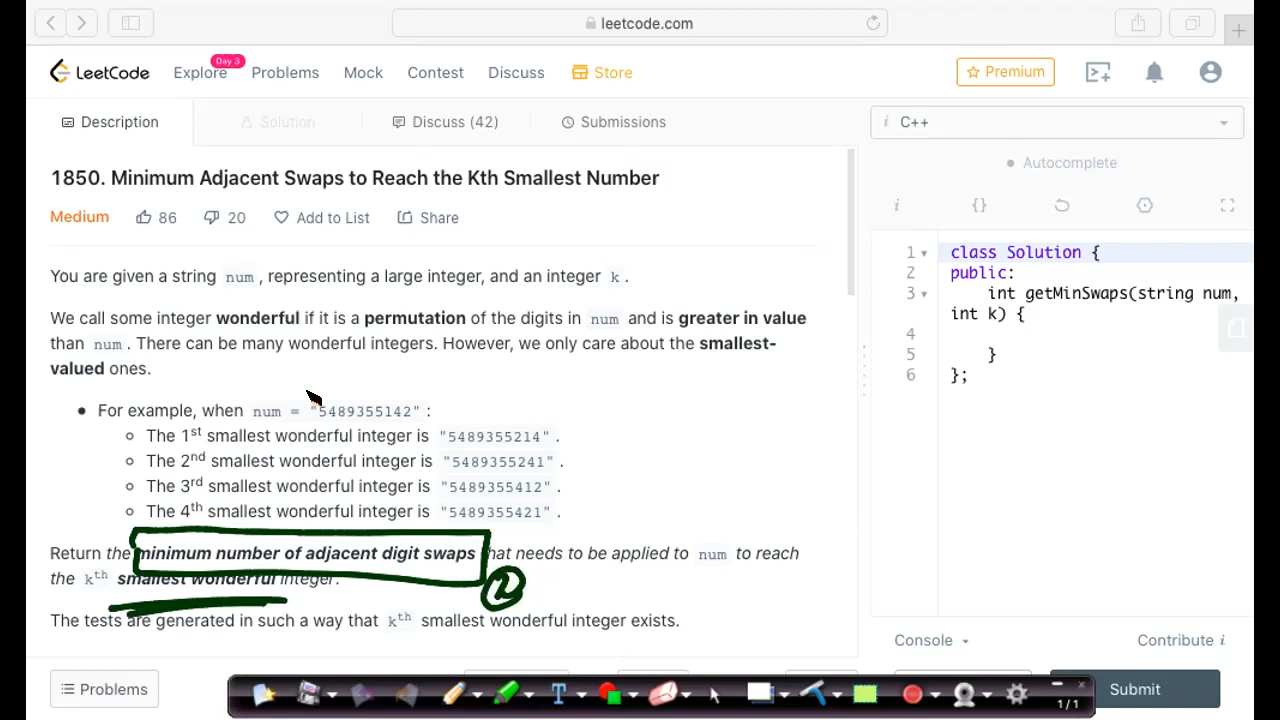 leetcode.com
LeetCode
Explore
Day 3
Problems
Mock
Contest
Discuss
Store
Premium
Description
Solution
Discuss (42)
Submissions
i C++
Autocomplete
1850. Minimum Adjacent Swaps to Reach the Kth Smallest Number
Medium 86 20 Add to List Share
i {}
You are given a string num, representing a large integer, and an integer k.
We call some integer wonderful if it is a permutation of the digits in num and is greater in value
than num. There can be many wonderful integers. However, we only care about the smallest-
valued ones.
For example, when num = "5489355142":
The 1st smallest wonderful integer is "5489355214".
The 2nd smallest wonderful integer is "5489355241".
The 3rd smallest wonderful integer is "5489355412".
The 4th smallest wonderful integer is "5489355421".
Return the minimum number of adjacent digit swaps that needs to be applied to num to reach
the kth smallest wonderful integer.
2
The tests are generated in such a way that kth smallest wonderful integer exists.
1 class Solution {
2 public:
3 int getMinSwaps(string num,
int k) {
4
5 }
6 };
Console
Contribute i
Problems
T
1/1
Submit